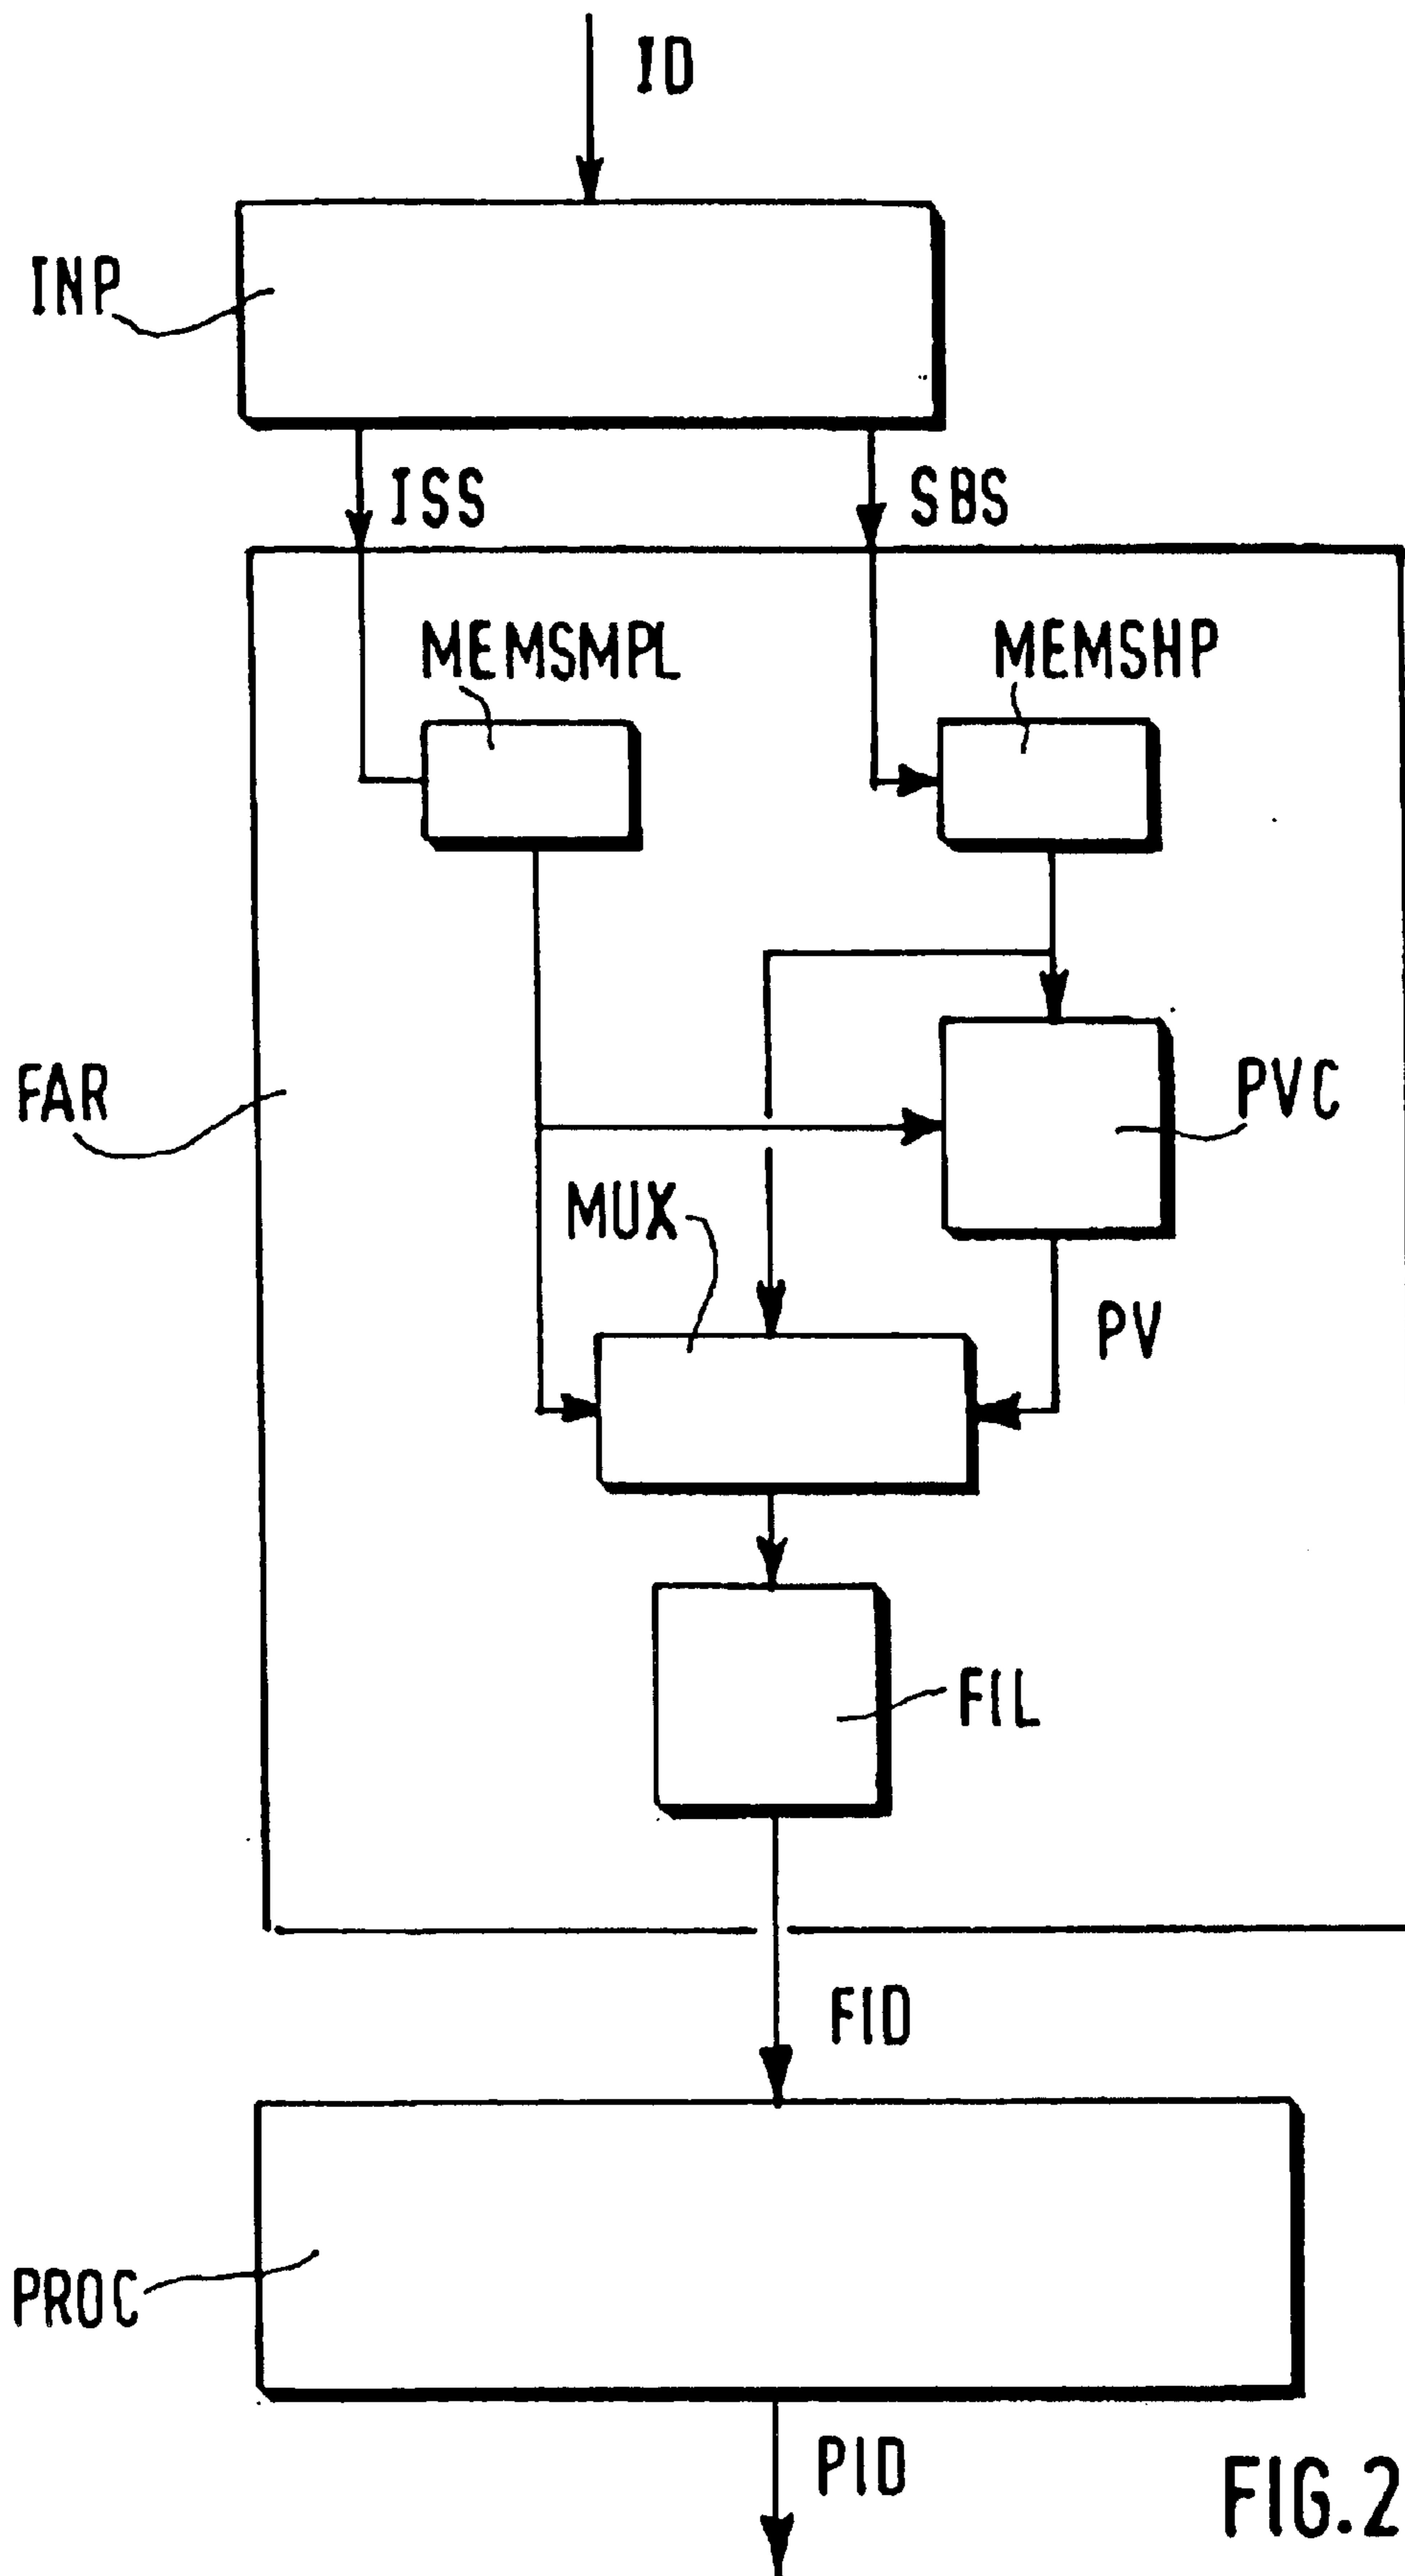 ID
INP
ISS
SBS
MEMSMPL
MEMSHP
FAR
PVC
MUX
PV
FIL
FID
PROC
PID
FIG.2